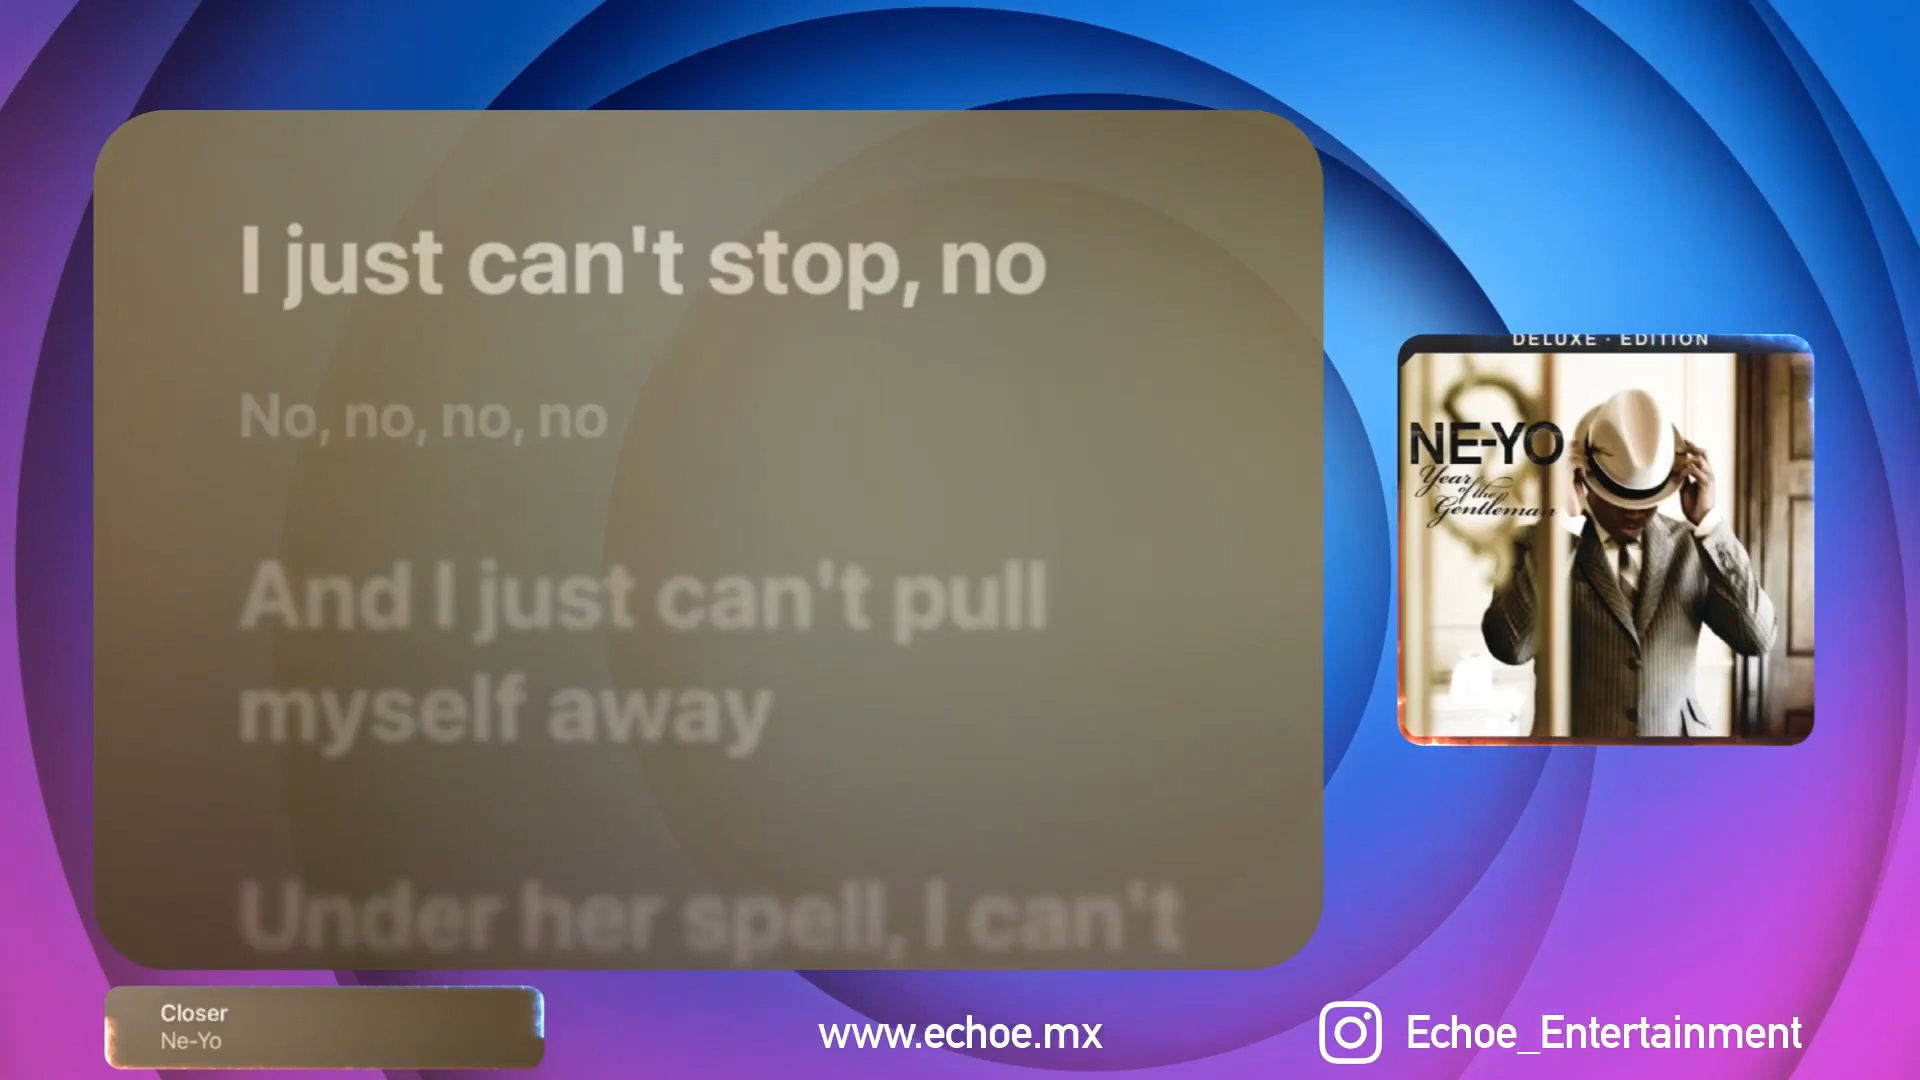 I just can't stop, no
No, no, no, no
And I just can't pull
myself away
Under her spell, I can't
DELUXE · EDITION
NE-YO
Year
of the
Gentleman
Closer
Ne-Yo
www.echoe.mx
Echoe_Entertainment